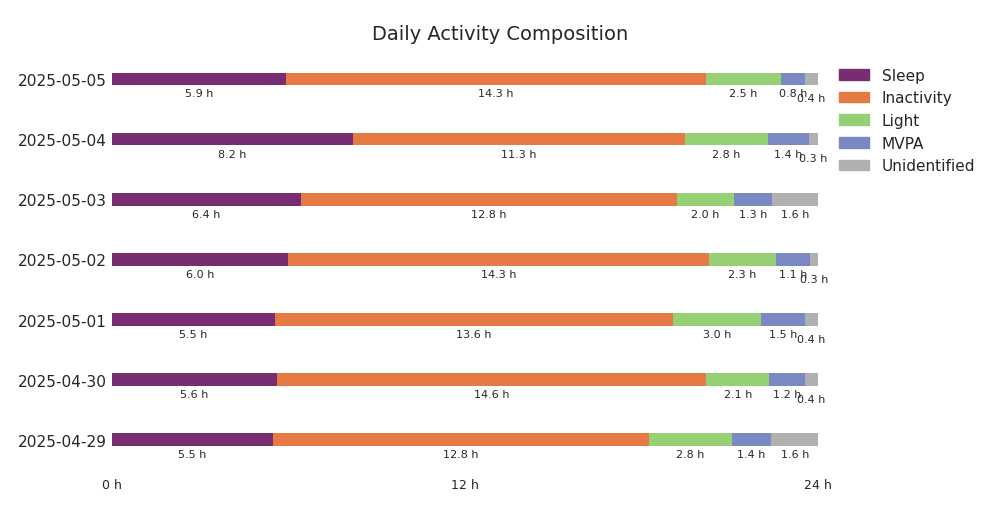 Daily Activity Composition
2025-05-05
5.9 h 14.3 h 2.5 h 0.8 h 0.4 h
2025-05-04
8.2 h 11.3 h 2.8 h 1.4 h 0.3 h
2025-05-03
6.4 h 12.8 h 2.0 h 1.3 h 1.6 h
2025-05-02
6.0 h 14.3 h 2.3 h 1.1 h 0.3 h
2025-05-01
5.5 h 13.6 h 3.0 h 1.5 h 0.4 h
2025-04-30
5.6 h 14.6 h 2.1 h 1.2 h 0.4 h
2025-04-29
5.5 h 12.8 h 2.8 h 1.4 h 1.6 h
0 h 12 h 24 h
Sleep
Inactivity
Light
MVPA
Unidentified